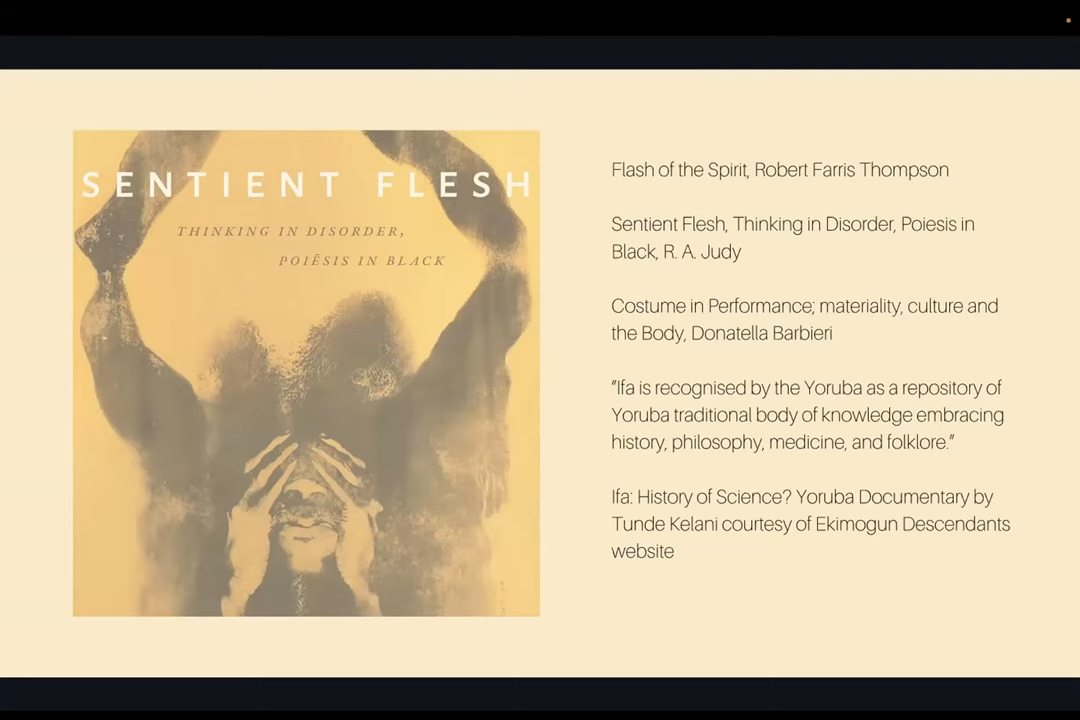 SENTIENT FLESH
THINKING IN DISORDER,
POIĒSIS IN BLACK
Flash of the Spirit, Robert Farris Thompson
Sentient Flesh, Thinking in Disorder, Poiesis in
Black, R. A. Judy
Costume in Performance; materiality, culture and
the Body, Donatella Barbieri
"Ifa is recognised by the Yoruba as a repository of
Yoruba traditional body of knowledge embracing
history, philosophy, medicine, and folklore."
Ifa: History of Science? Yoruba Documentary by
Tunde Kelani courtesy of Ekimogun Descendants
website